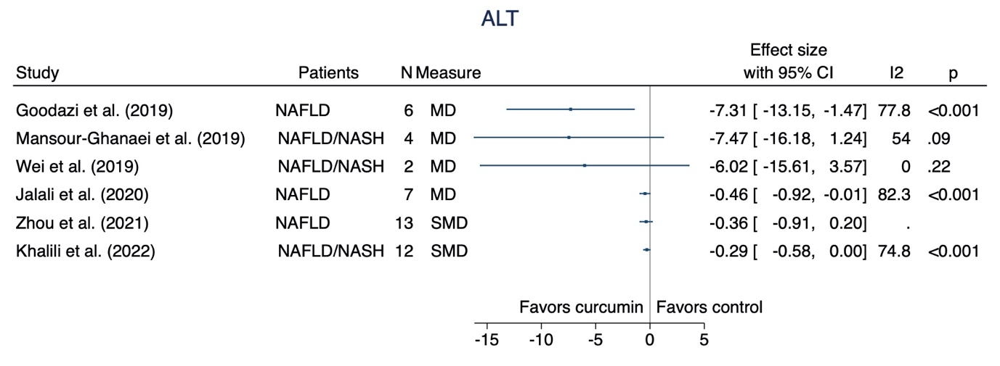 ALT
Effect size
Study Patients N Measure with 95% CI I2 p
Goodazi et al. (2019) NAFLD 6 MD -7.31 [ -13.15, -1.47] 77.8 <0.001
Mansour-Ghanaei et al. (2019) NAFLD/NASH 4 MD -7.47 [ -16.18, 1.24] 54 .09
Wei et al. (2019) NAFLD/NASH 2 MD -6.02 [ -15.61, 3.57] 0 .22
Jalali et al. (2020) NAFLD 7 MD -0.46 [ -0.92, -0.01] 82.3 <0.001
Zhou et al. (2021) NAFLD 13 SMD -0.36 [ -0.91, 0.20] .
Khalili et al. (2022) NAFLD/NASH 12 SMD -0.29 [ -0.58, 0.00] 74.8 <0.001
Favors curcumin Favors control
-15 -10 -5 0 5